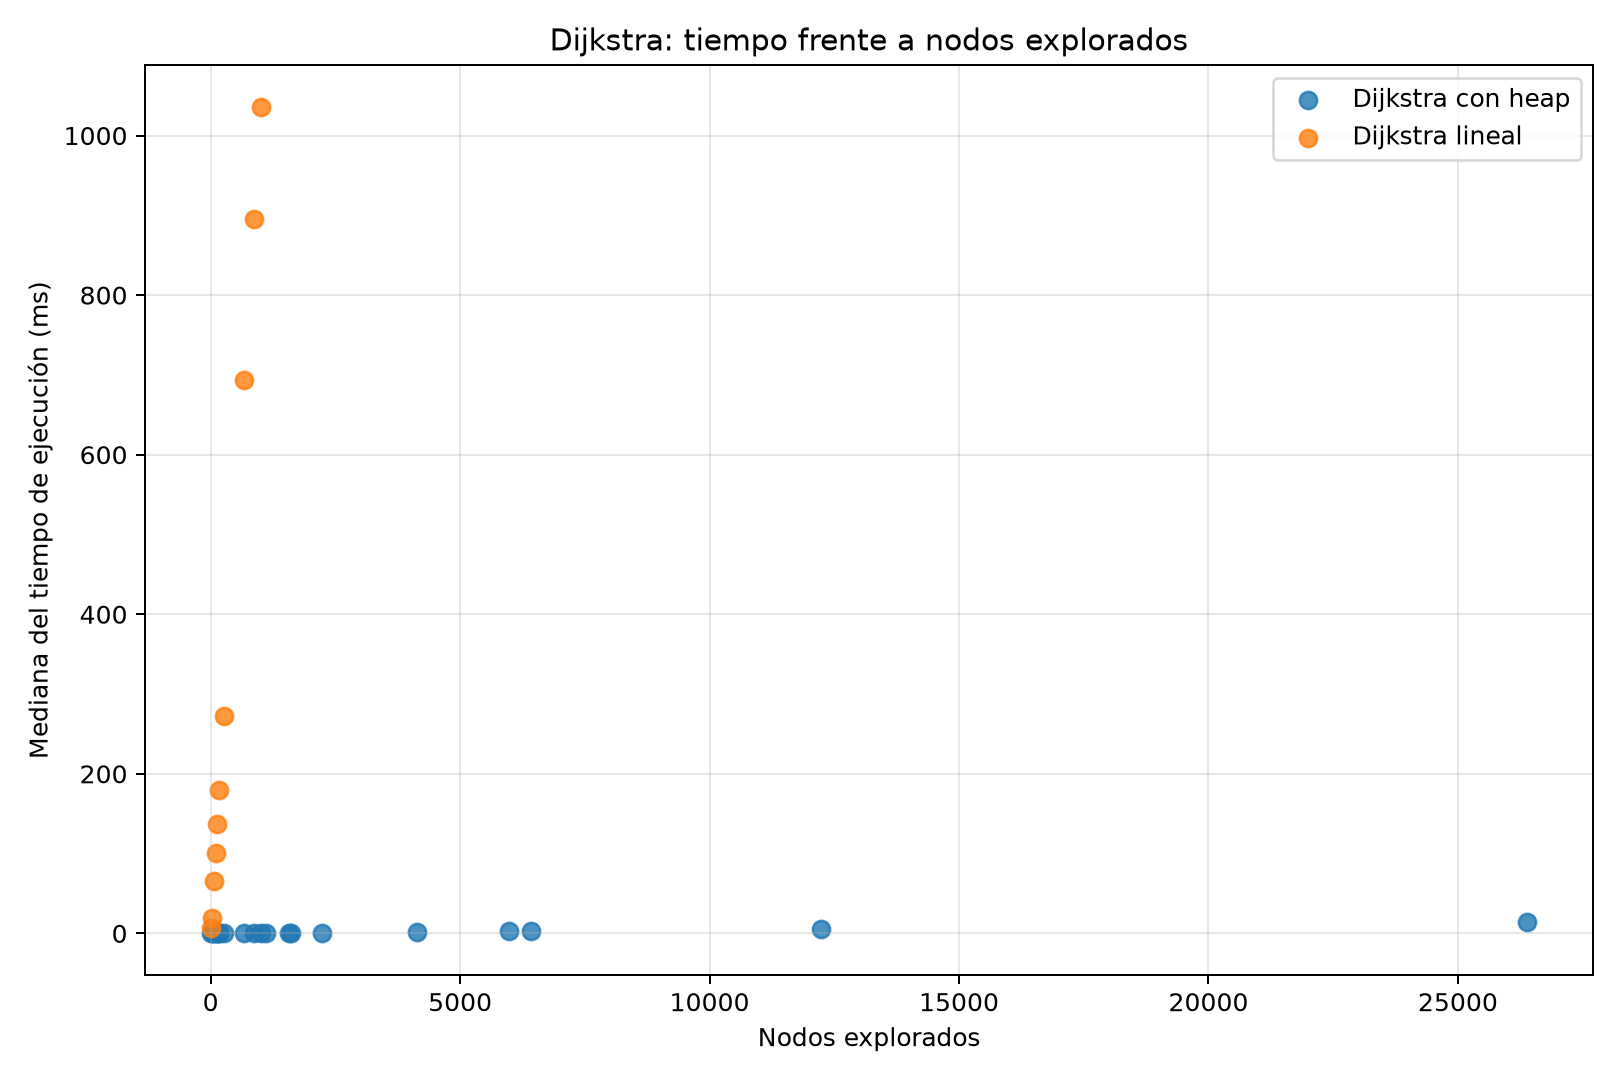 Dijkstra: tiempo frente a nodos explorados
Dijkstra con heap
Dijkstra lineal
Mediana del tiempo de ejecución (ms)
1000
800
600
400
200
0
0 5000 10000 15000 20000 25000
Nodos explorados